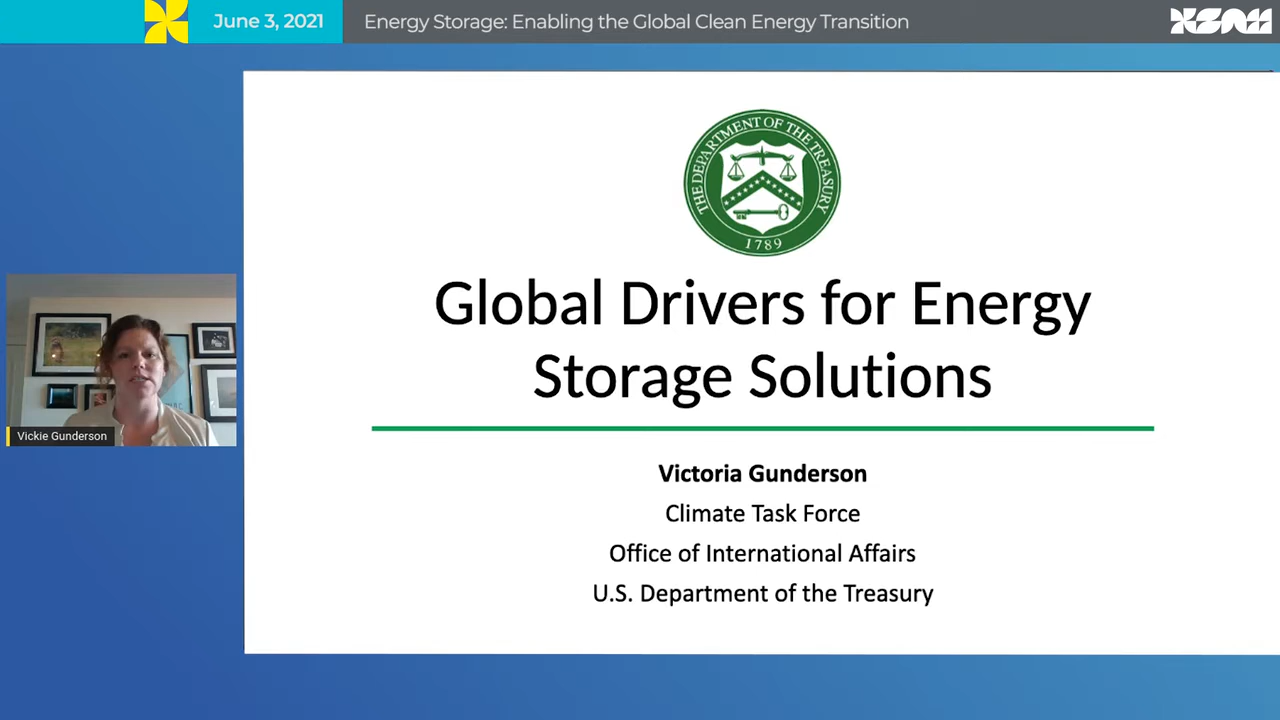 June 3, 2021
Energy Storage: Enabling the Global Clean Energy Transition
THE DEPARTMENT OF THE TREASURY
1789
Global Drivers for Energy
Storage Solutions
Vickie Gunderson
Victoria Gunderson
Climate Task Force
Office of International Affairs
U.S. Department of the Treasury